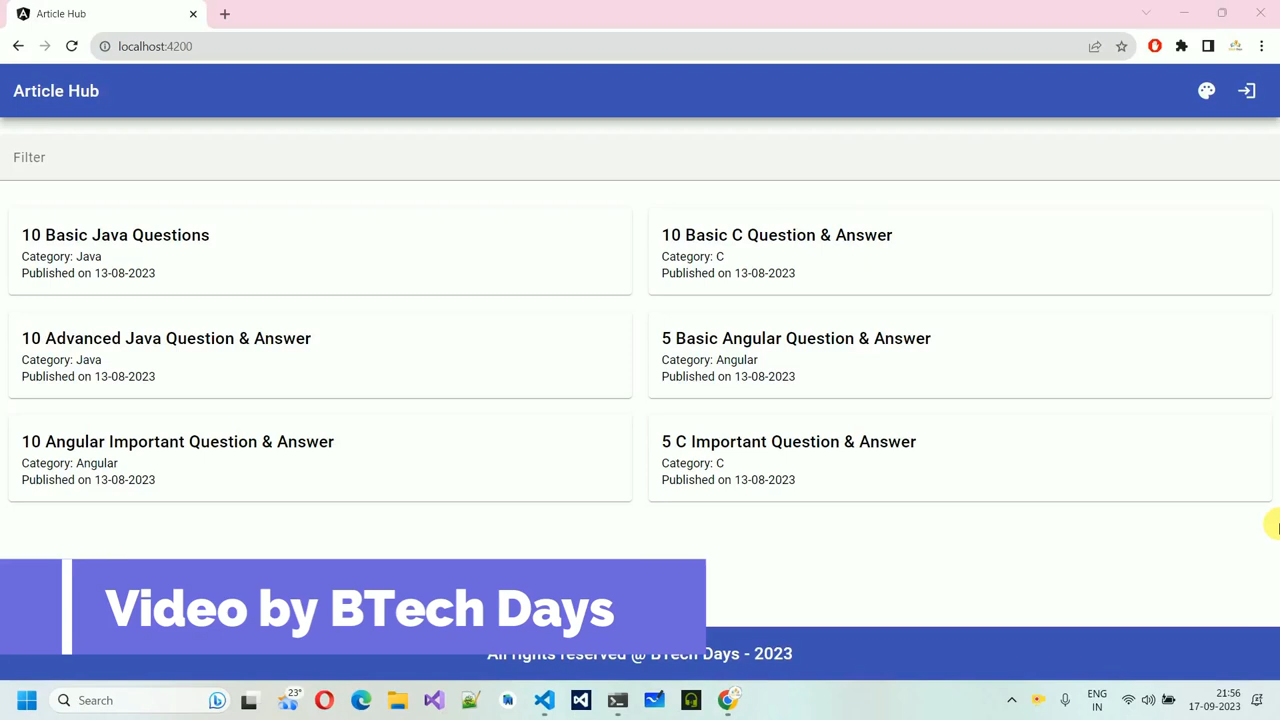 Article Hub
localhost:4200
Article Hub
Filter
10 Basic Java Questions
Category: Java
Published on 13-08-2023
10 Basic C Question & Answer
Category: C
Published on 13-08-2023
10 Advanced Java Question & Answer
Category: Java
Published on 13-08-2023
5 Basic Angular Question & Answer
Category: Angular
Published on 13-08-2023
10 Angular Important Question & Answer
Category: Angular
Published on 13-08-2023
5 C Important Question & Answer
Category: C
Published on 13-08-2023
Video by BTech Days
All rights reserved @ BTech Days - 2023
Search
23°
ENG
IN
21:56
17-09-2023